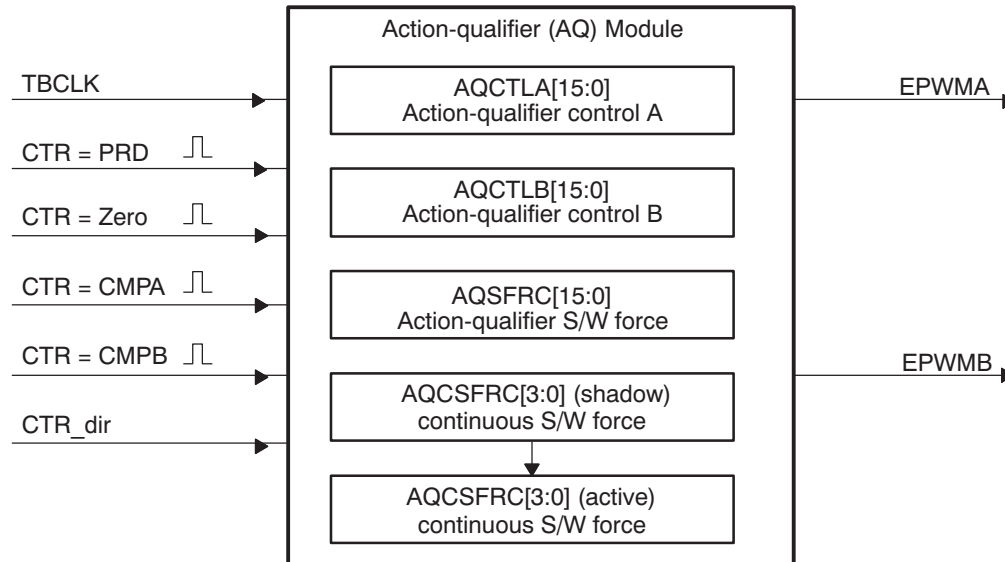 Action-qualifier (AQ) Module
TBCLK
CTR = PRD
CTR = Zero
CTR = CMPA
CTR = CMPB
CTR_dir
AQCTLA[15:0]
Action-qualifier control A
AQCTLB[15:0]
Action-qualifier control B
AQSFRC[15:0]
Action-qualifier S/W force
AQCSFRC[3:0] (shadow)
continuous S/W force
AQCSFRC[3:0] (active)
continuous S/W force
EPWMA
EPWMB